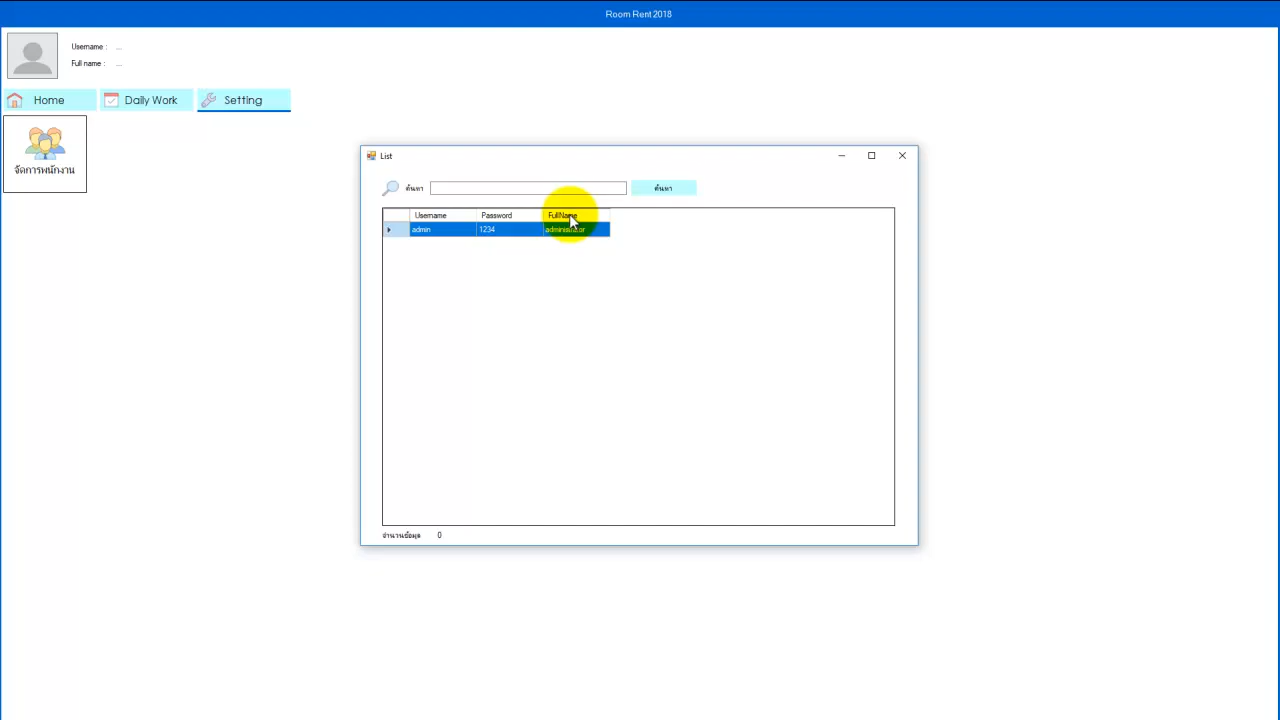 Room Rent 2018
Username : ...
Full name : ...
Home
Daily Work
Setting
จัดการพนักงาน
List
ค้นหา
ค้นหา
Username Password FullName
admin 1234 administrator
จำนวนข้อมูล 0